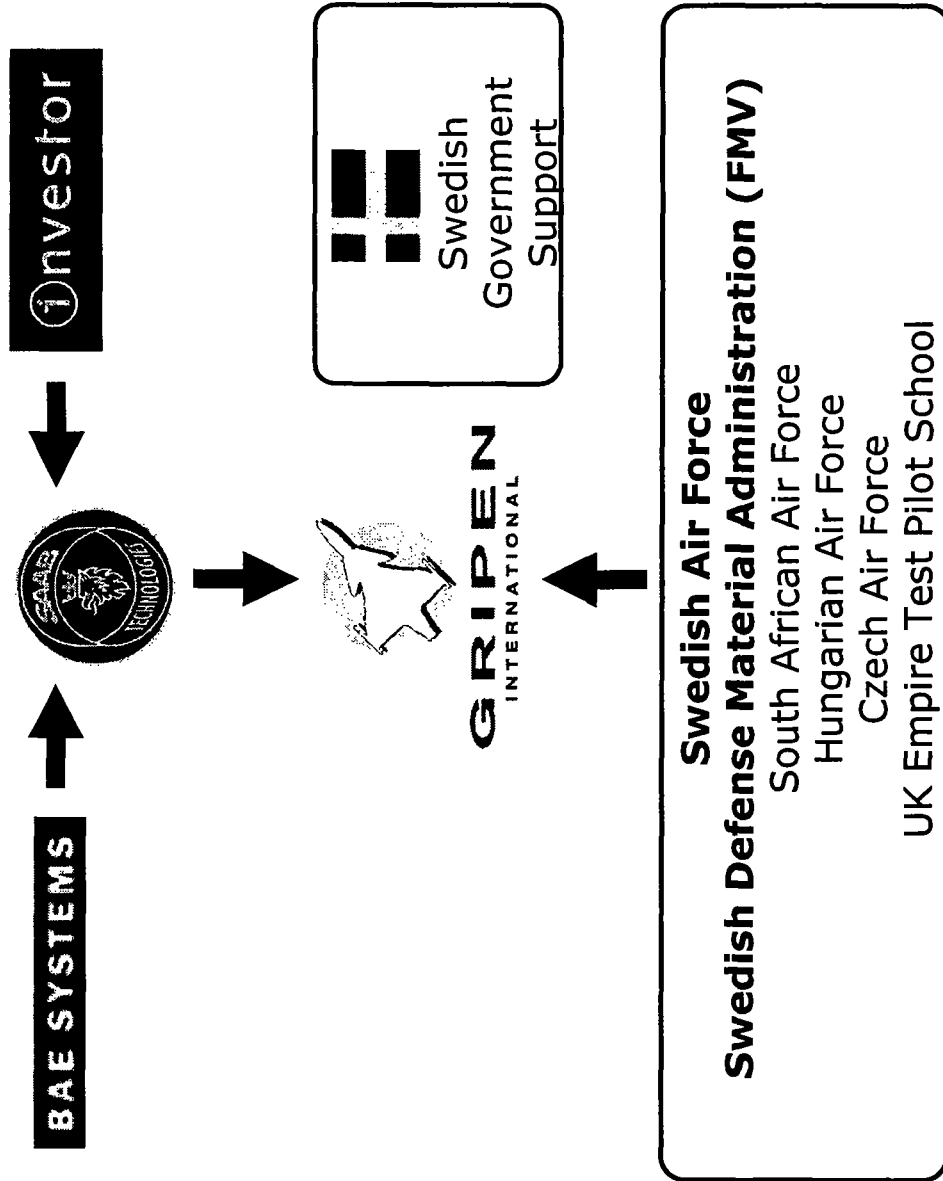 BAE SYSTEMS
SAAB
TECHNOLOGIES
investor
GRIPEN
INTERNATIONAL
Swedish
Government
Support
Swedish Air Force
Swedish Defense Material Administration (FMV)
South African Air Force
Hungarian Air Force
Czech Air Force
UK Empire Test Pilot School